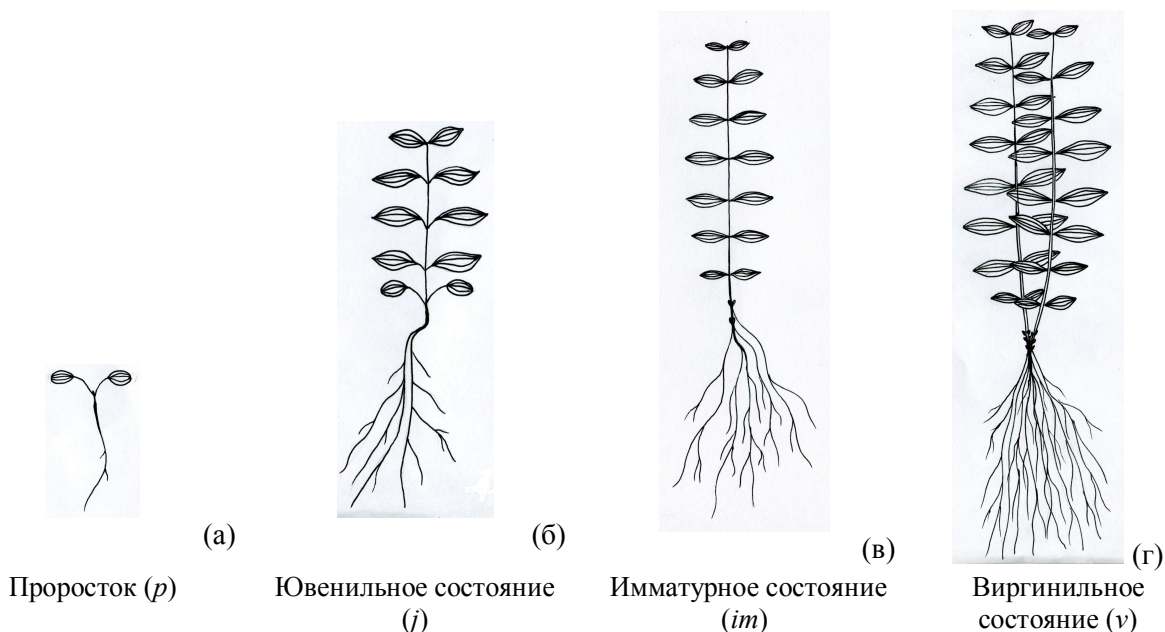 (а)
(б)
(в)
(г)
Проросток (p)
Ювенильное состояние
(j)
Имматурное состояние
(im)
Виргинильное
состояние (v)